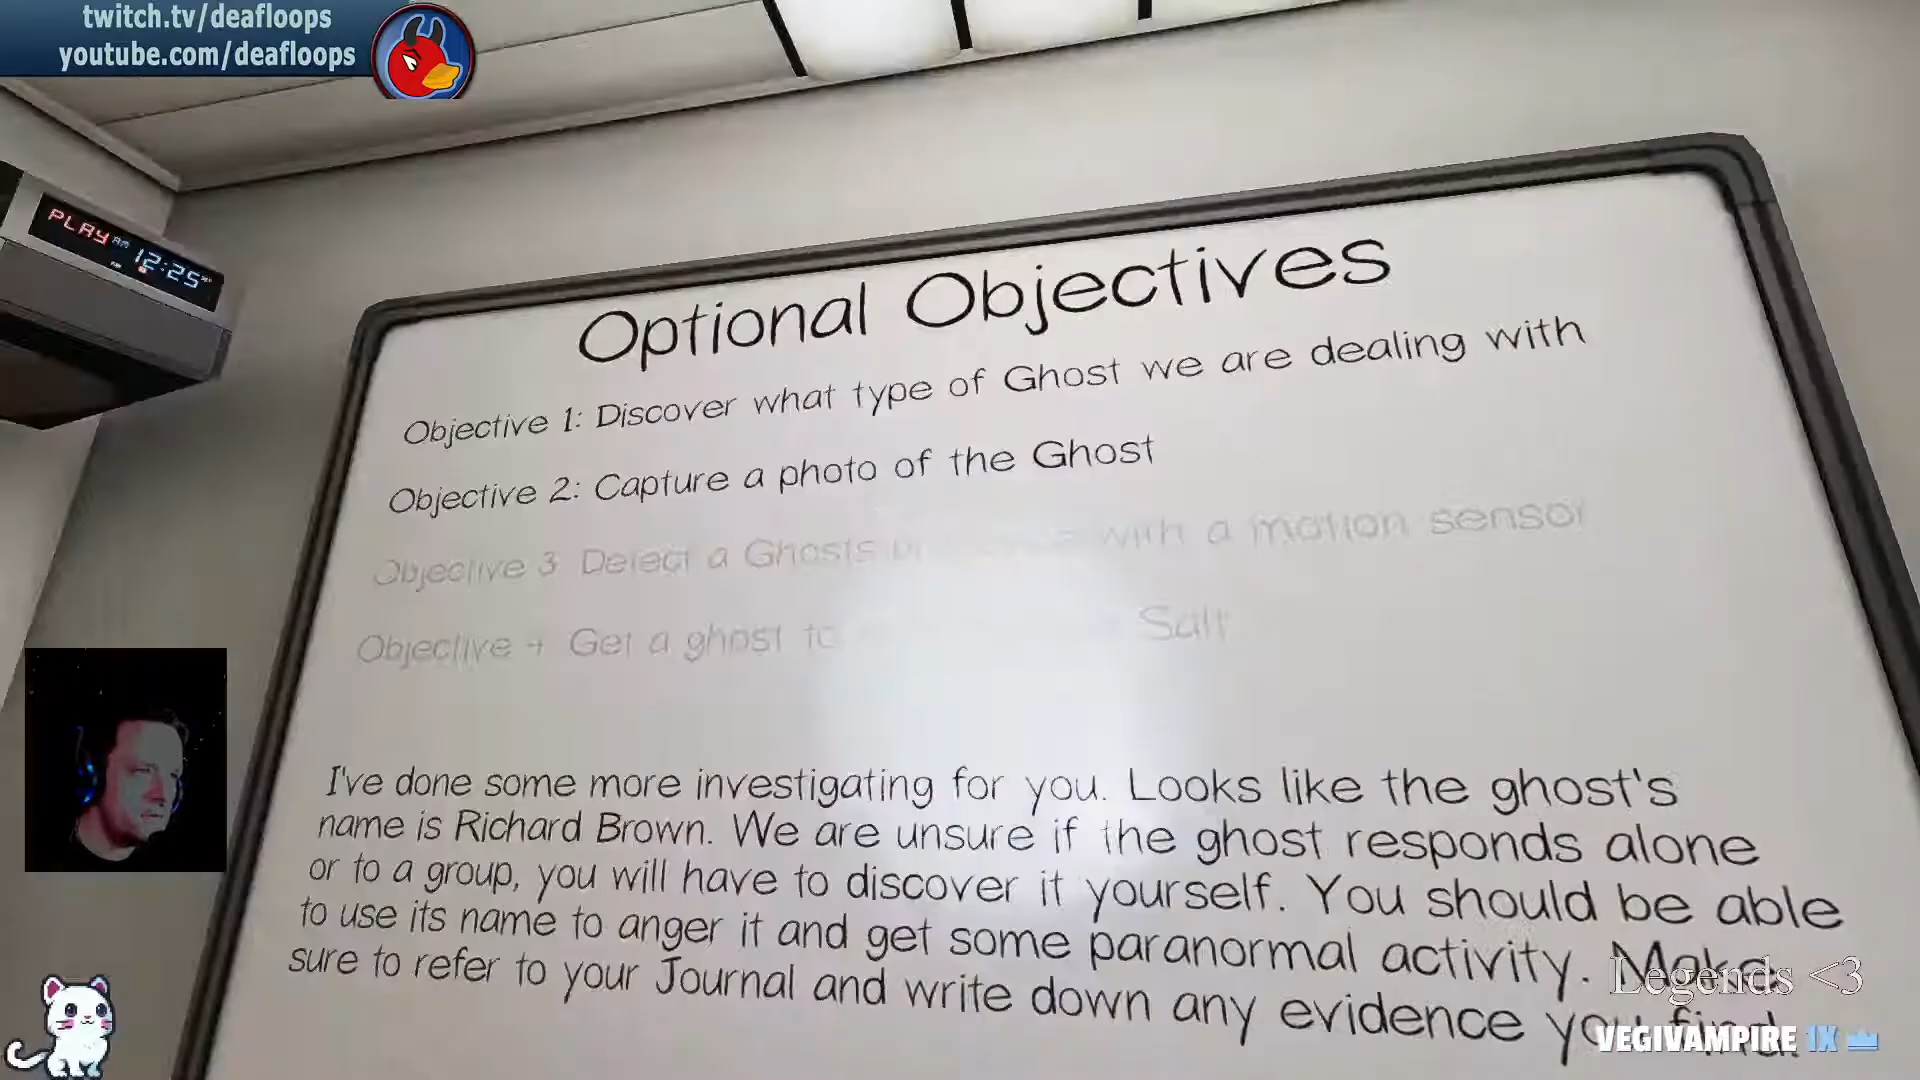 twitch.tv/deafloops
youtube.com/deafloops
PLAY AM 12:25
Optional Objectives
Objective 1: Discover what type of Ghost we are dealing with
Objective 2: Capture a photo of the Ghost
Objective 3 Detect a Ghosts with a motion sensor
Objective 4 Get a ghost to Salt
I've done some more investigating for you. Looks like the ghost's
name is Richard Brown. We are unsure if the ghost responds alone
or to a group, you will have to discover it yourself. You should be able
to use its name to anger it and get some paranormal activity. Make
sure to refer to your Journal and write down any evidence you find.
Legends <3
VEGIVAMPIRE 1X